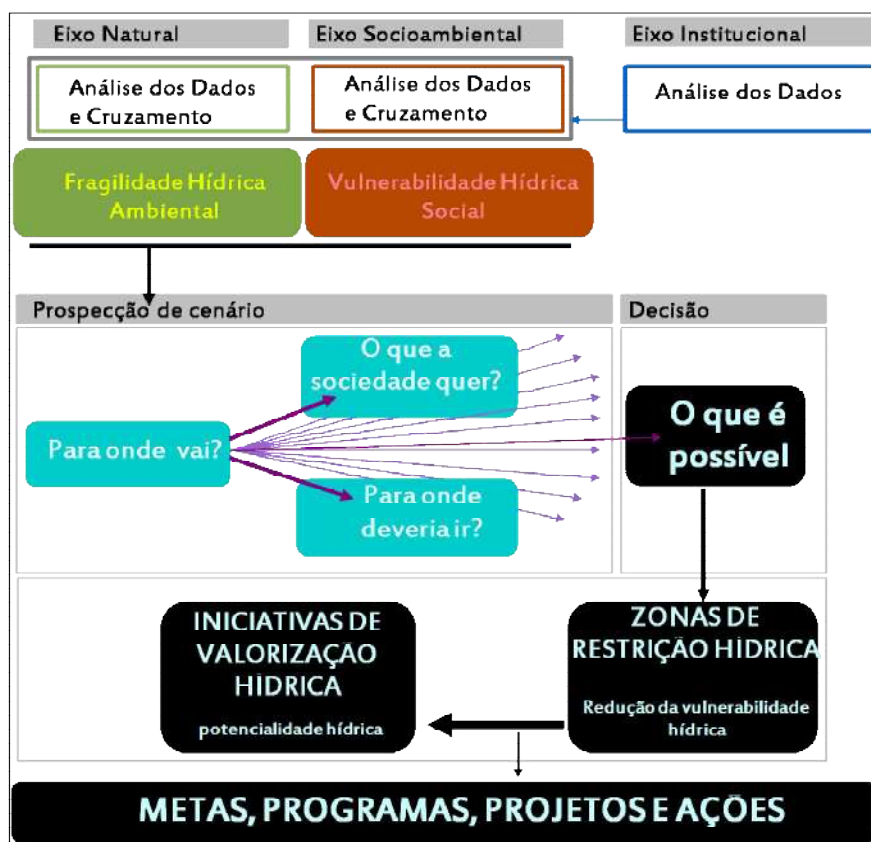 Eixo Natural
Eixo Socioambiental
Eixo Institucional
Análise dos Dados
e Cruzamento
Análise dos Dados
e Cruzamento
Análise dos Dados
Fragilidade Hídrica
Ambiental
Vulnerabilidade Hídrica
Social
Prospecção de cenário
Decisão
O que a
sociedade quer?
Para onde vai?
Para onde
deveria ir?
O que é
possível
INICIATIVAS DE
VALORIZAÇÃO
HÍDRICA
potencialidade hídrica
ZONAS DE
RESTRIÇÃO HÍDRICA
Redução da vulnerabilidade
hídrica
METAS, PROGRAMAS, PROJETOS E AÇÕES